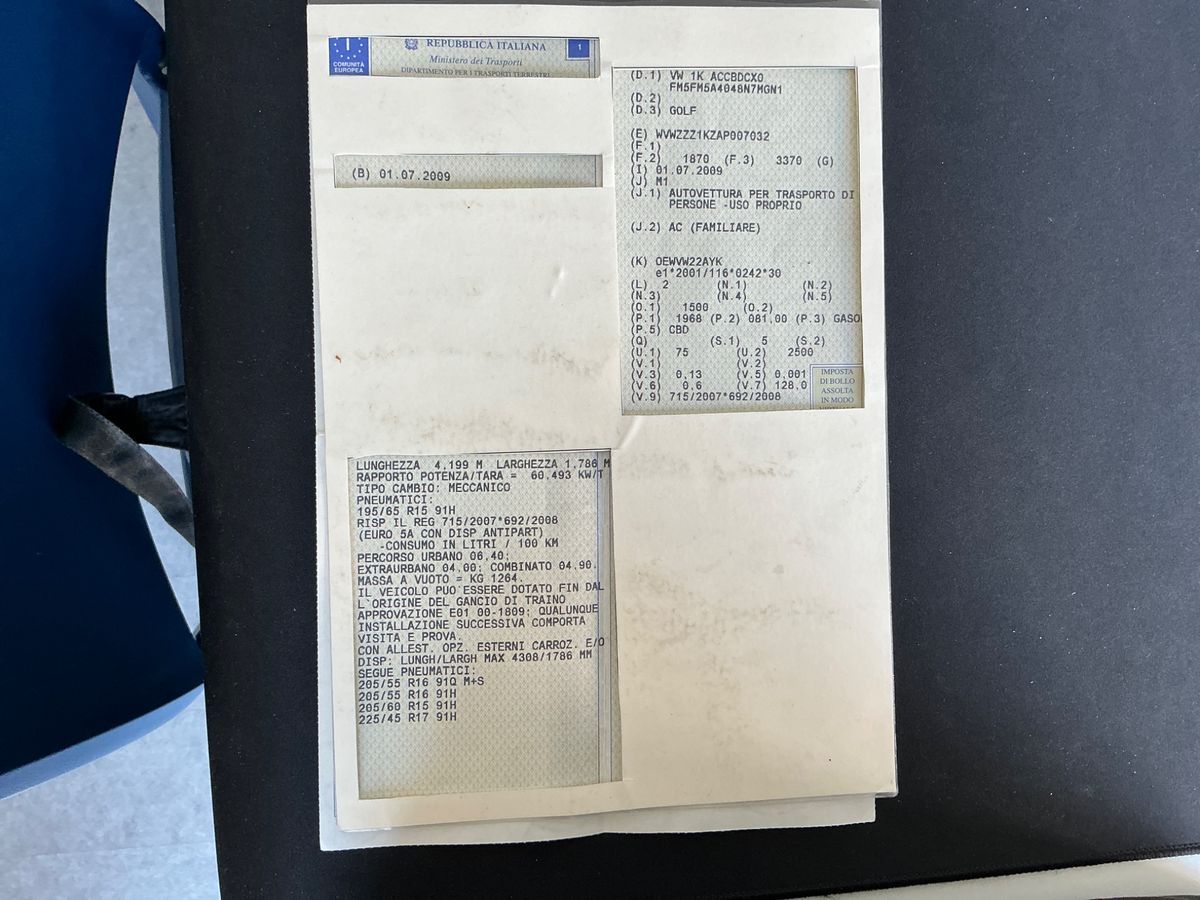 COMUNITÀ
EUROPEA
REPUBBLICA ITALIANA
Ministero dei Trasporti
DIPARTIMENTO PER I TRASPORTI TERRESTRI
1
(B) 01.07.2009
(D.1) VW 1K ACCBDCX0
FM5FM5A4048N7MGN1
(D.2)
(D.3) GOLF
(E) WVWZZZ1KZAP007032
(F.1)
(F.2) 1870 (F.3) 3370 (G)
(I) 01.07.2009
(J) M1
(J.1) AUTOVETTURA PER TRASPORTO DI
PERSONE -USO PROPRIO
(J.2) AC (FAMILIARE)
(K) OEWVW22AYK
e1*2001/116*0242*30
(L) 2 (N.1) (N.2)
(N.3) (N.4) (N.5)
(O.1) 1500 (O.2)
(P.1) 1968 (P.2) 081,00 (P.3) GASO
(P.5) CBD
(Q) (S.1) 5 (S.2)
(U.1) 75 (U.2) 2500
(V.1) (V.2)
(V.3) 0,13 (V.5) 0,001
(V.6) 0,6 (V.7) 128,0
(V.9) 715/2007*692/2008
IMPOSTA
DI BOLLO
ASSOLTA
IN MODO
LUNGHEZZA 4,199 M LARGHEZZA 1,786 M
RAPPORTO POTENZA/TARA = 60,493 KW/T
TIPO CAMBIO: MECCANICO
PNEUMATICI:
195/65 R15 91H
RISP IL REG 715/2007*692/2008
(EURO 5A CON DISP ANTIPART)
-CONSUMO IN LITRI / 100 KM
PERCORSO URBANO 06.40;
EXTRAURBANO 04.00; COMBINATO 04.90.
MASSA A VUOTO = KG 1264.
IL VEICOLO PUO`ESSERE DOTATO FIN DAL
L`ORIGINE DEL GANCIO DI TRAINO
APPROVAZIONE E01 00-1809; QUALUNQUE
INSTALLAZIONE SUCCESSIVA COMPORTA
VISITA E PROVA.
CON ALLEST. OPZ. ESTERNI CARROZ. E/O
DISP: LUNGH/LARGH MAX 4308/1786 MM
SEGUE PNEUMATICI:
205/55 R16 91Q M+S
205/55 R16 91H
205/60 R15 91H
225/45 R17 91H